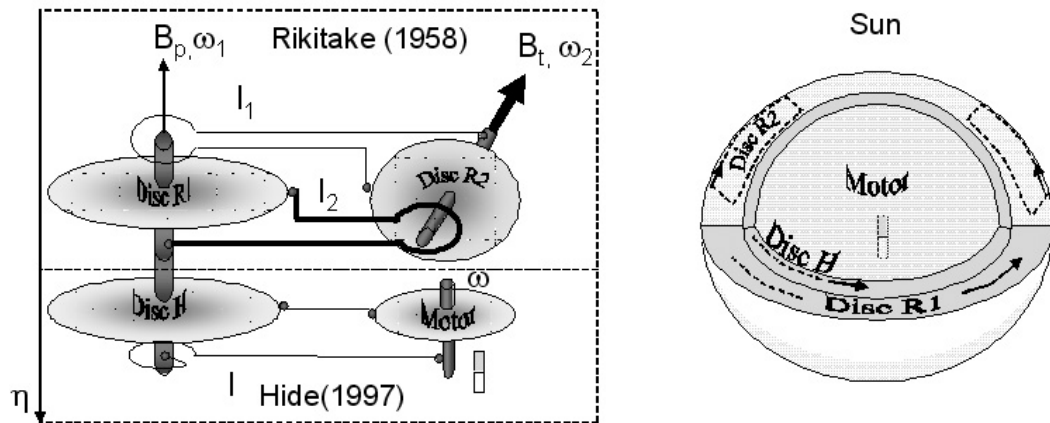 Bp, ω1
Rikitake (1958)
Bt, ω2
I1
Disc R1
I2
Disc R2
Disc H
ω
Motor
I
Hide(1997)
η
Sun
Disc R2
Motor
Disc H
Disc R1